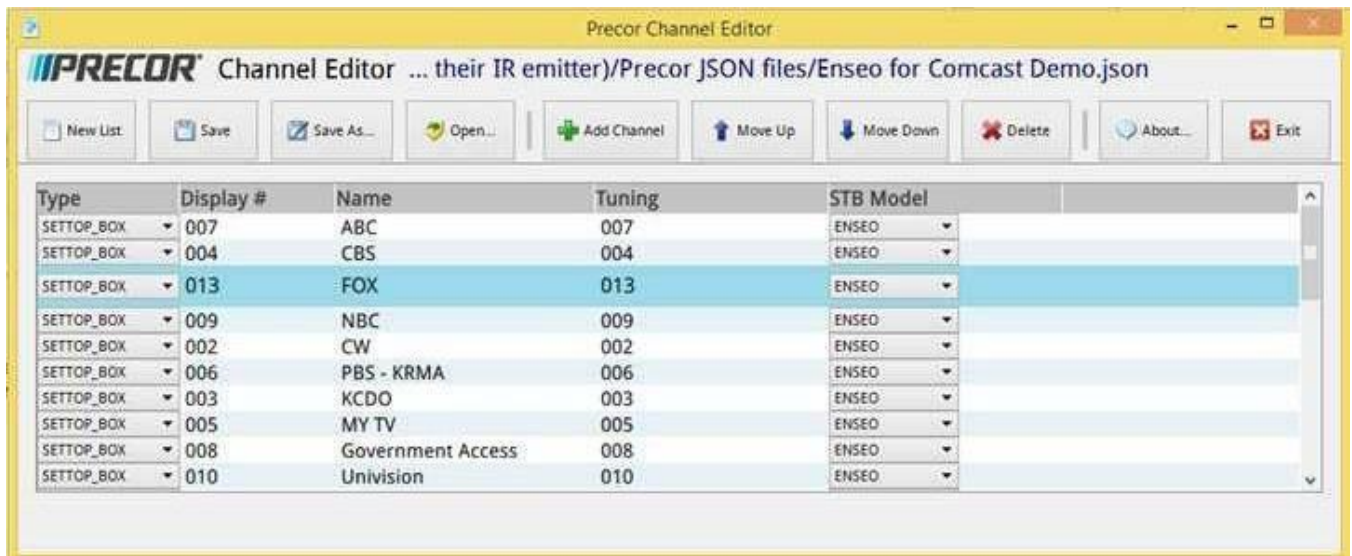 Precor Channel Editor
PRECOR Channel Editor ... their IR emitter)/Precor JSON files/Enseo for Comcast Demo.json
New List Save Save As... Open... Add Channel Move Up Move Down Delete About... Exit
Type Display # Name Tuning STB Model
SETTOP_BOX 007 ABC 007 ENSEO
SETTOP_BOX 004 CBS 004 ENSEO
SETTOP_BOX 013 FOX 013 ENSEO
SETTOP_BOX 009 NBC 009 ENSEO
SETTOP_BOX 002 CW 002 ENSEO
SETTOP_BOX 006 PBS - KRMA 006 ENSEO
SETTOP_BOX 003 KCDO 003 ENSEO
SETTOP_BOX 005 MY TV 005 ENSEO
SETTOP_BOX 008 Government Access 008 ENSEO
SETTOP_BOX 010 Univision 010 ENSEO